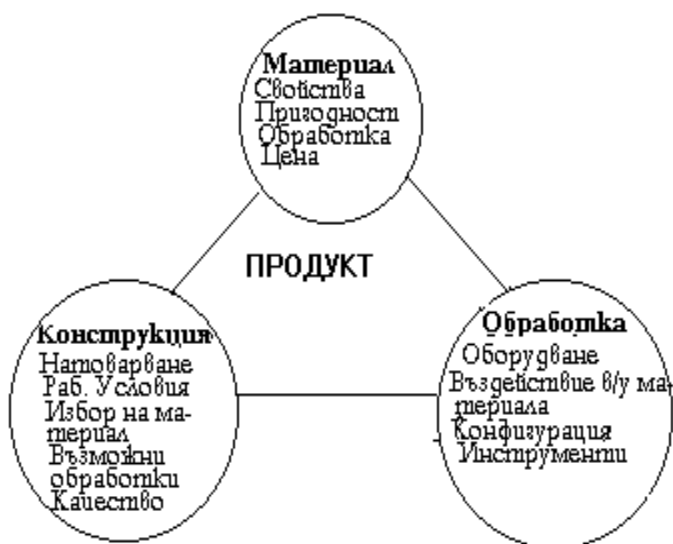 Материал
Свойства
Пригодност
Обработка
Цена
ПРОДУКТ
Конструкция
Натоварване
Раб. Условия
Избор на ма-
териал
Възможни
обработки
Качество
Обработка
Оборудване
Въздействие в/у ма-
териала
Конфигурация
Инструменти